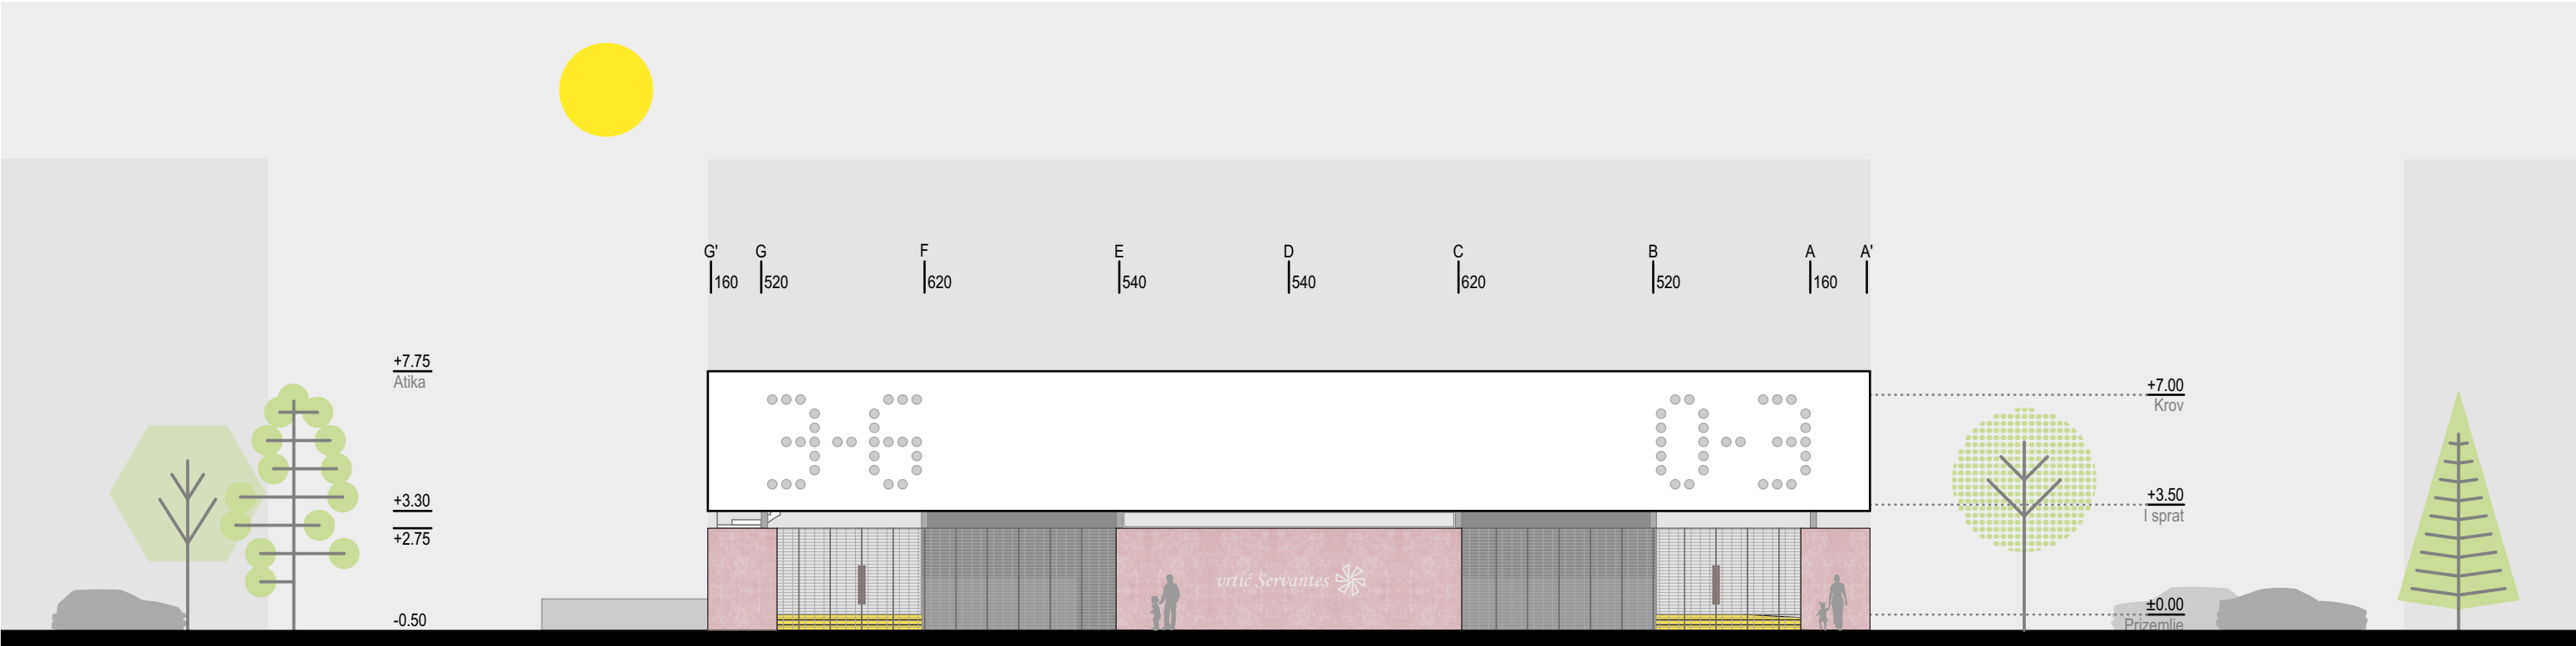 G' G F E D C B A A'
160 520 620 540 540 620 520 160
+7.75
Atika
+7.00
Krov
3-6 0-3
+3.30
+3.50
I sprat
+2.75
vrtić Servantes
±0.00
-0.50
Prizemlje